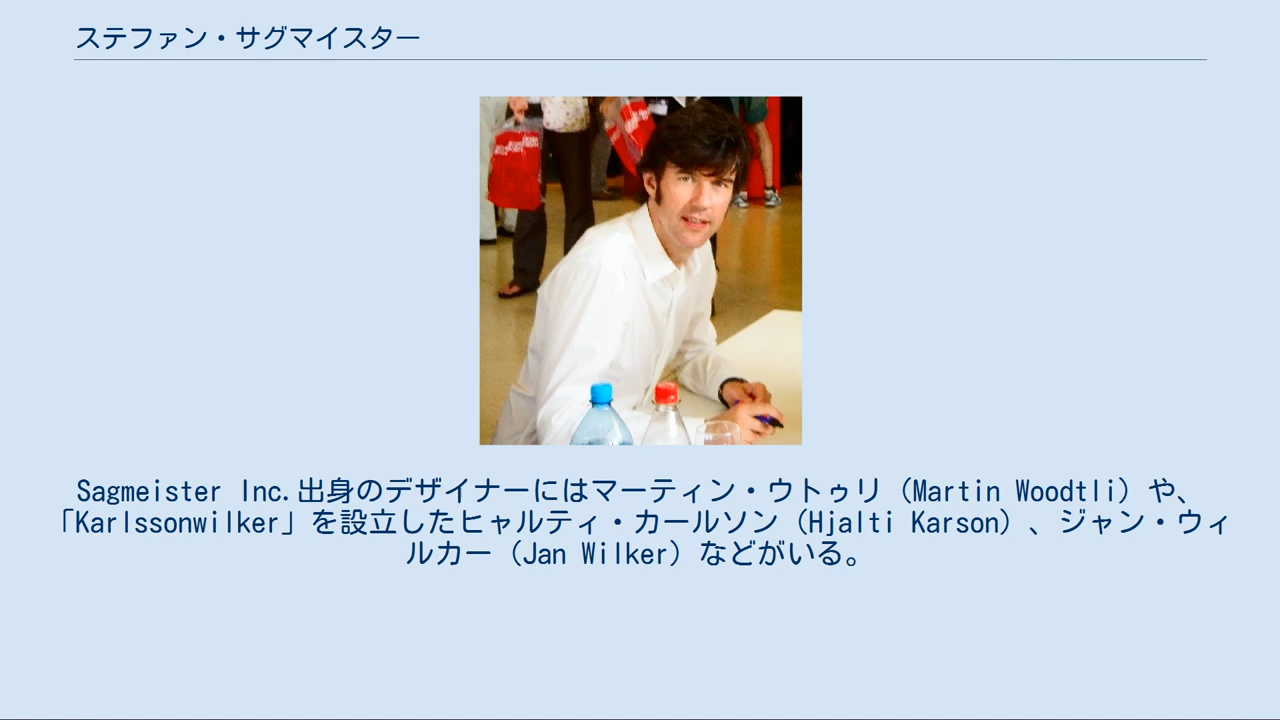 ステファン・サグマイスター
Sagmeister Inc.出身のデザイナーにはマーティン・ウトゥリ（Martin Woodtli）や、
「Karlssonwilker」を設立したヒャルティ・カールソン（Hjalti Karson）、ジャン・ウィ
ルカー（Jan Wilker）などがいる。